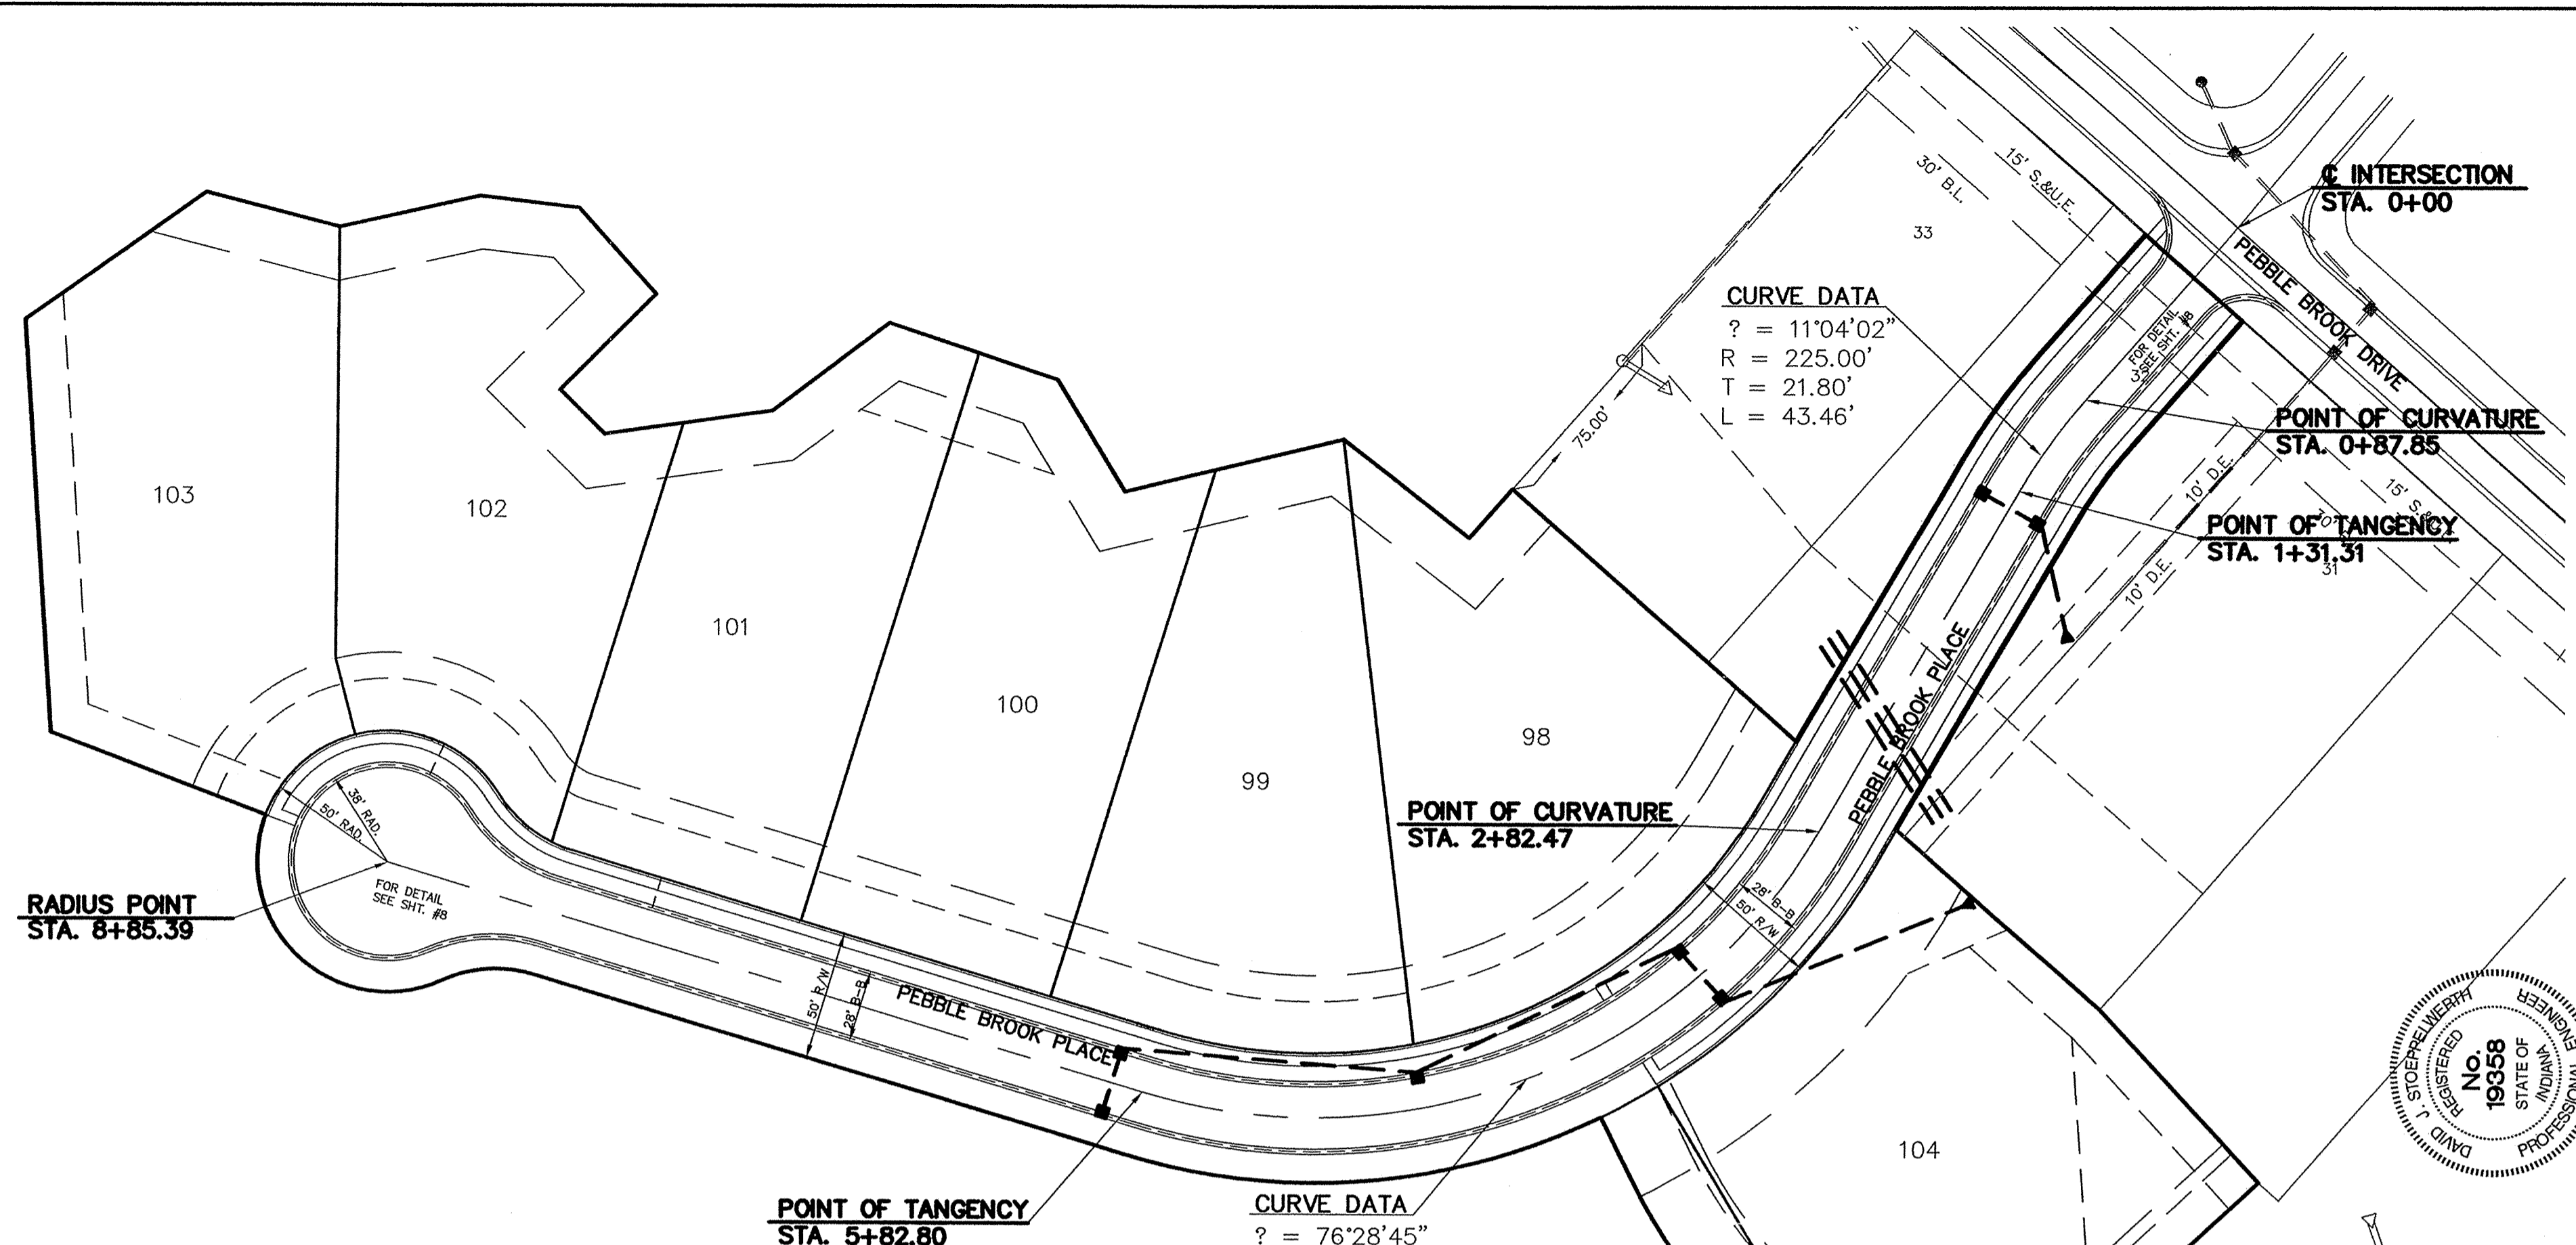 15' S.&U.E.
30' B.L.
33
℄ INTERSECTION
STA. 0+00
PEBBLE BROOK DRIVE
CURVE DATA
? = 11°04'02"
R = 225.00'
T = 21.80'
L = 43.46'
FOR DETAIL
SEE SHT. #8
POINT OF CURVATURE
STA. 0+87.85
75.00'
10' D.E.
15' S.&U.E.
POINT OF TANGENCY
STA. 1+31.31
31
10' D.E.
103
102
101
100
99
98
PEBBLE BROOK PLACE
POINT OF CURVATURE
STA. 2+82.47
38' RAD.
50' RAD.
FOR DETAIL
SEE SHT. #8
RADIUS POINT
STA. 8+85.39
28' B-B
50' R/W
50' R/W
28' B-B
PEBBLE BROOK PLACE
104
POINT OF TANGENCY
STA. 5+82.80
CURVE DATA
? = 76°28'45"
DAVID J. STOEPPELWERTH
REGISTERED
No.
19358
STATE OF
INDIANA
PROFESSIONAL ENGINEER